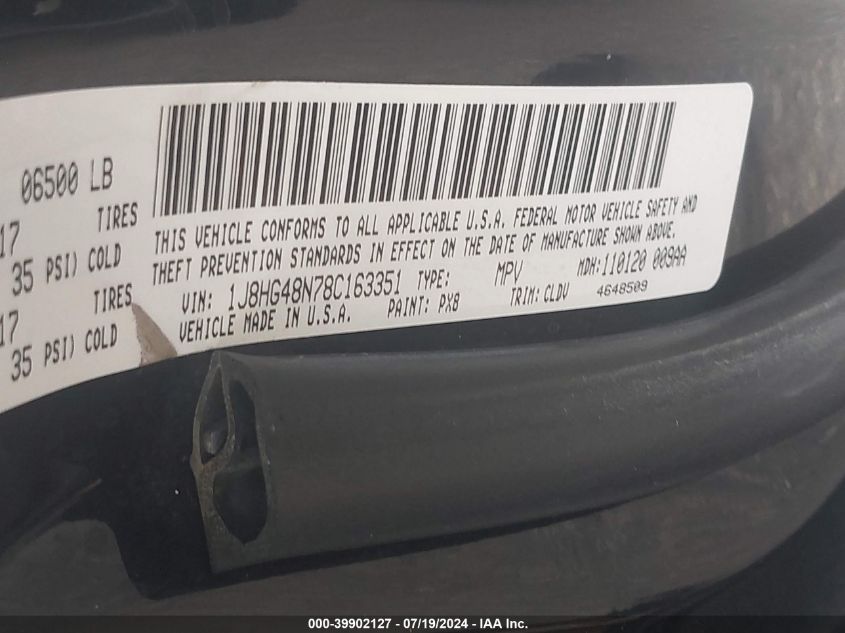 06500 LB
17 TIRES
35 PSI) COLD
17 TIRES
35 PSI) COLD
THIS VEHICLE CONFORMS TO ALL APPLICABLE U.S.A. FEDERAL MOTOR VEHICLE SAFETY AND
THEFT PREVENTION STANDARDS IN EFFECT ON THE DATE OF MANUFACTURE SHOWN ABOVE.
MDH:110120 009AA
VIN: 1J8HG48N78C163351 TYPE: MPV
VEHICLE MADE IN U.S.A. PAINT: PX8 TRIM: CLDV 4648509
000-39902127 - 07/19/2024 - IAA Inc.